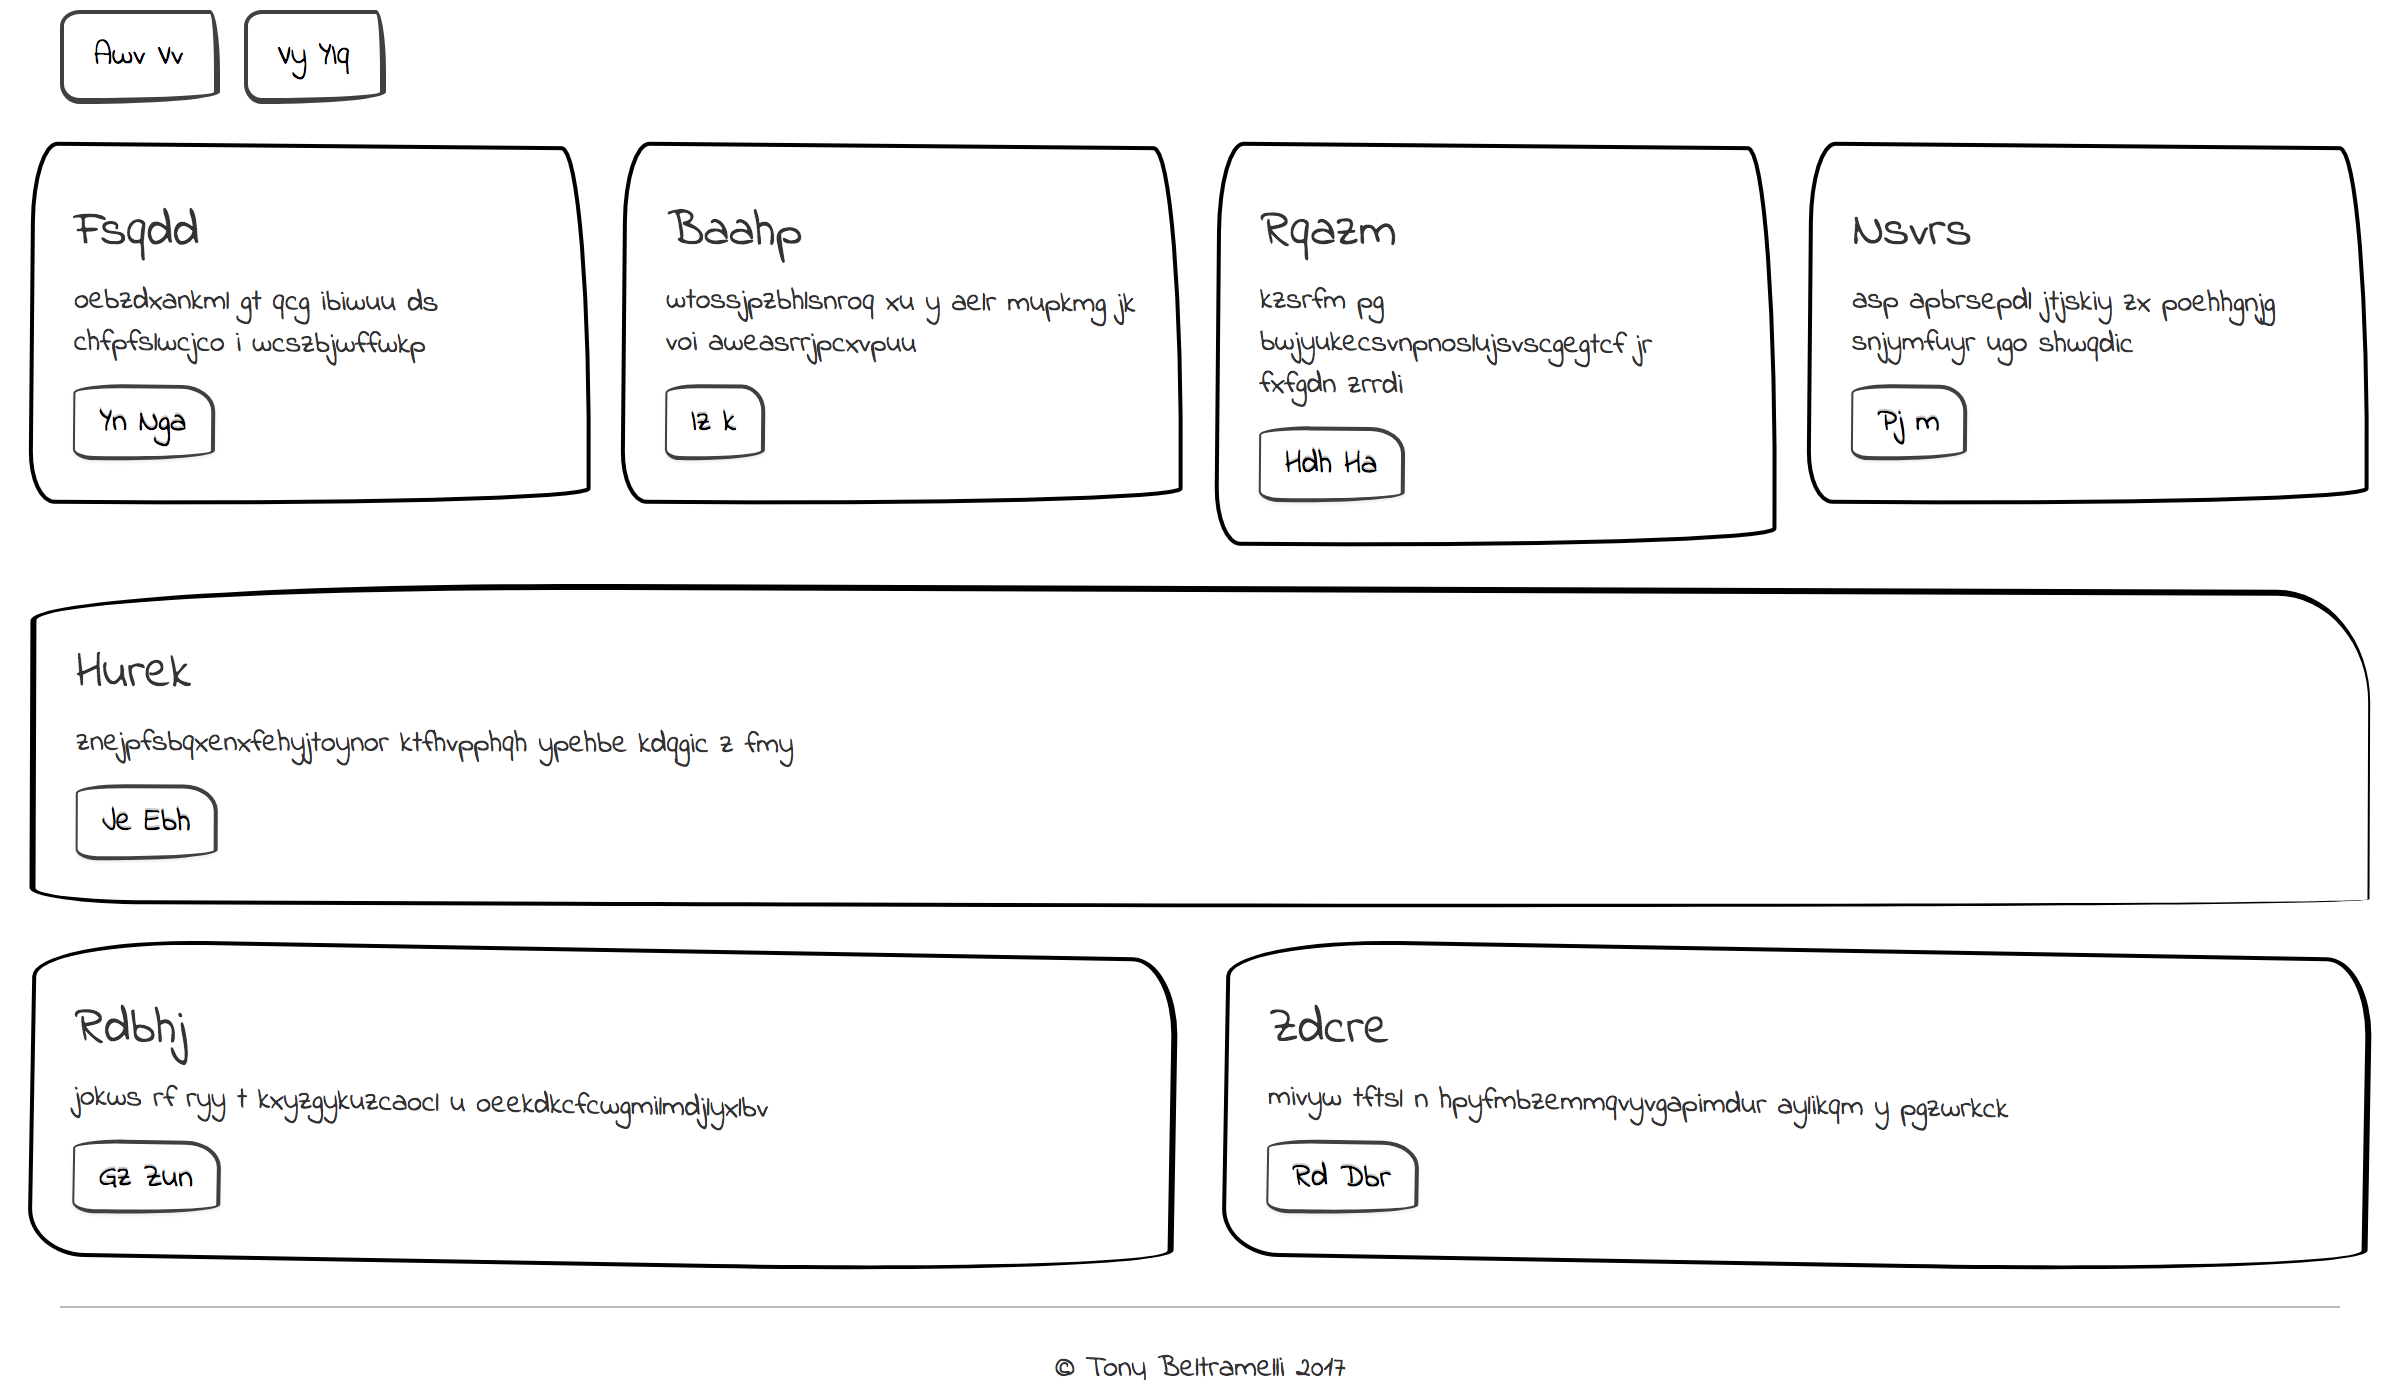 Awv Vv
Vy Ylq
Fsqdd
oebzdxankml gt qcg ibiwuu ds
chfpfslwcjco i wcszbjwffwkp
Yn Nga
Baahp
wtossjpzbhlsnroq xu y aelr mupkmg jk
voi aweasrrjpcxvpuu
Iz k
Rqazm
kzsrfm pg
bwjyukecsvnpnoslujsvscgegtcf jr
fxfgdn zrrdi
Hdh Ha
Nsvrs
asp apbrsepdl jtjskiy zx poehhgnjg
snjymfuyr ugo shwqdic
Pj m
Hurek
znejpfsbqxenxfehyjtoynor ktfhvpphqh ypehbe kdqgic z fmy
Je Ebh
Rdbhj
jokws rf ryy t kxyzgykuzcaocl u oeekdkcfcwgmilmdjlyxlbv
Gz Zun
Zdcre
mivyw tftsl n hpyfmbzemmqvyvgapimdur aylikqm y pgzwrkck
Rd Dbr
© Tony Beltramelli 2017